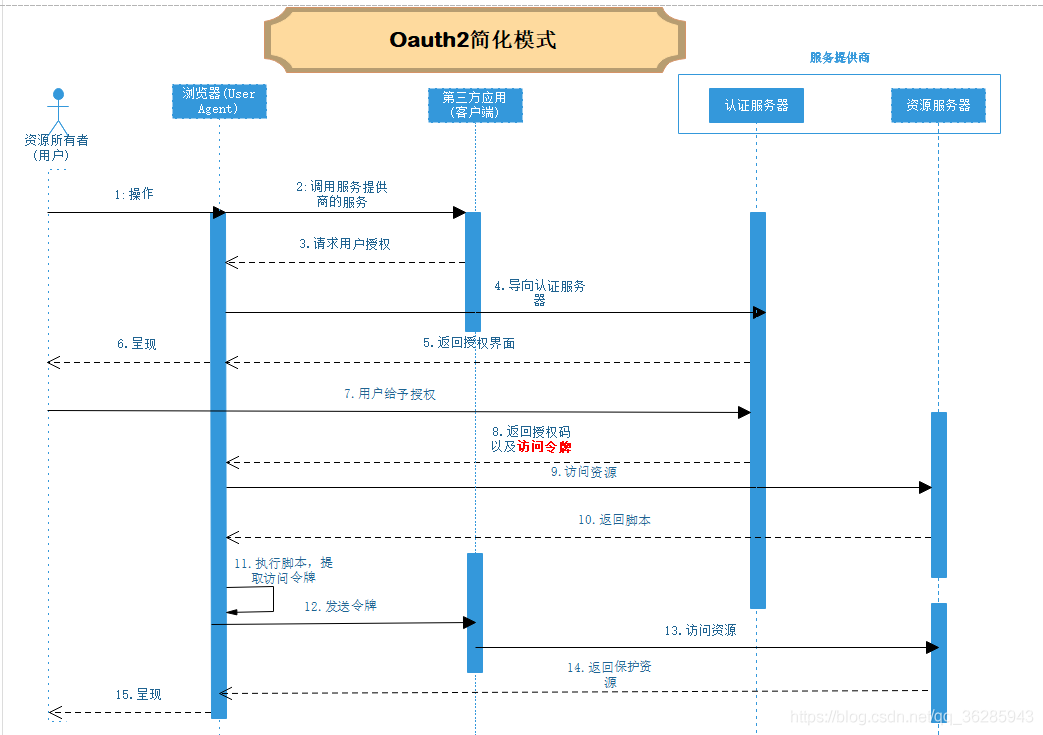 Oauth2简化模式
服务提供商
浏览器(User
Agent)
第三方应用
(客户端)
认证服务器
资源服务器
资源所有者
(用户)
1:操作
2:调用服务提供
商的服务
3.请求用户授权
4.导向认证服务
器
5.返回授权界面
6.呈现
7.用户给予授权
8.返回授权码
以及访问令牌
9.访问资源
10.返回脚本
11.执行脚本，提
取访问令牌
12.发送令牌
13.访问资源
14.返回保护资
源
15.呈现
https://blog.csdn.net/qq_36285943